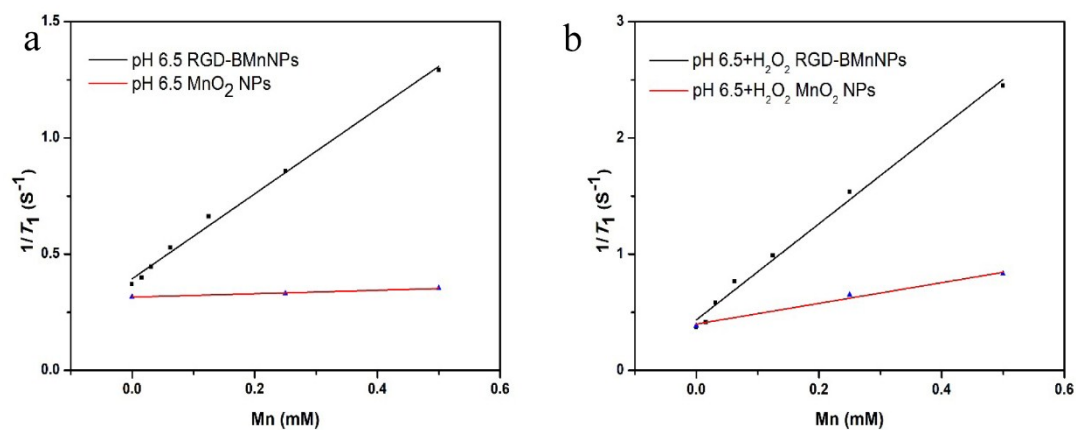 a
pH 6.5 RGD-BMnNPs
pH 6.5 MnO2 NPs
1.5
1.0
0.5
0.0
1/T1 (S-1)
0.0 0.2 0.4 0.6
Mn (mM)
b
pH 6.5+H2O2 RGD-BMnNPs
pH 6.5+H2O2 MnO2 NPs
3
2
1
0
1/T1 (S-1)
0.0 0.2 0.4 0.6
Mn (mM)